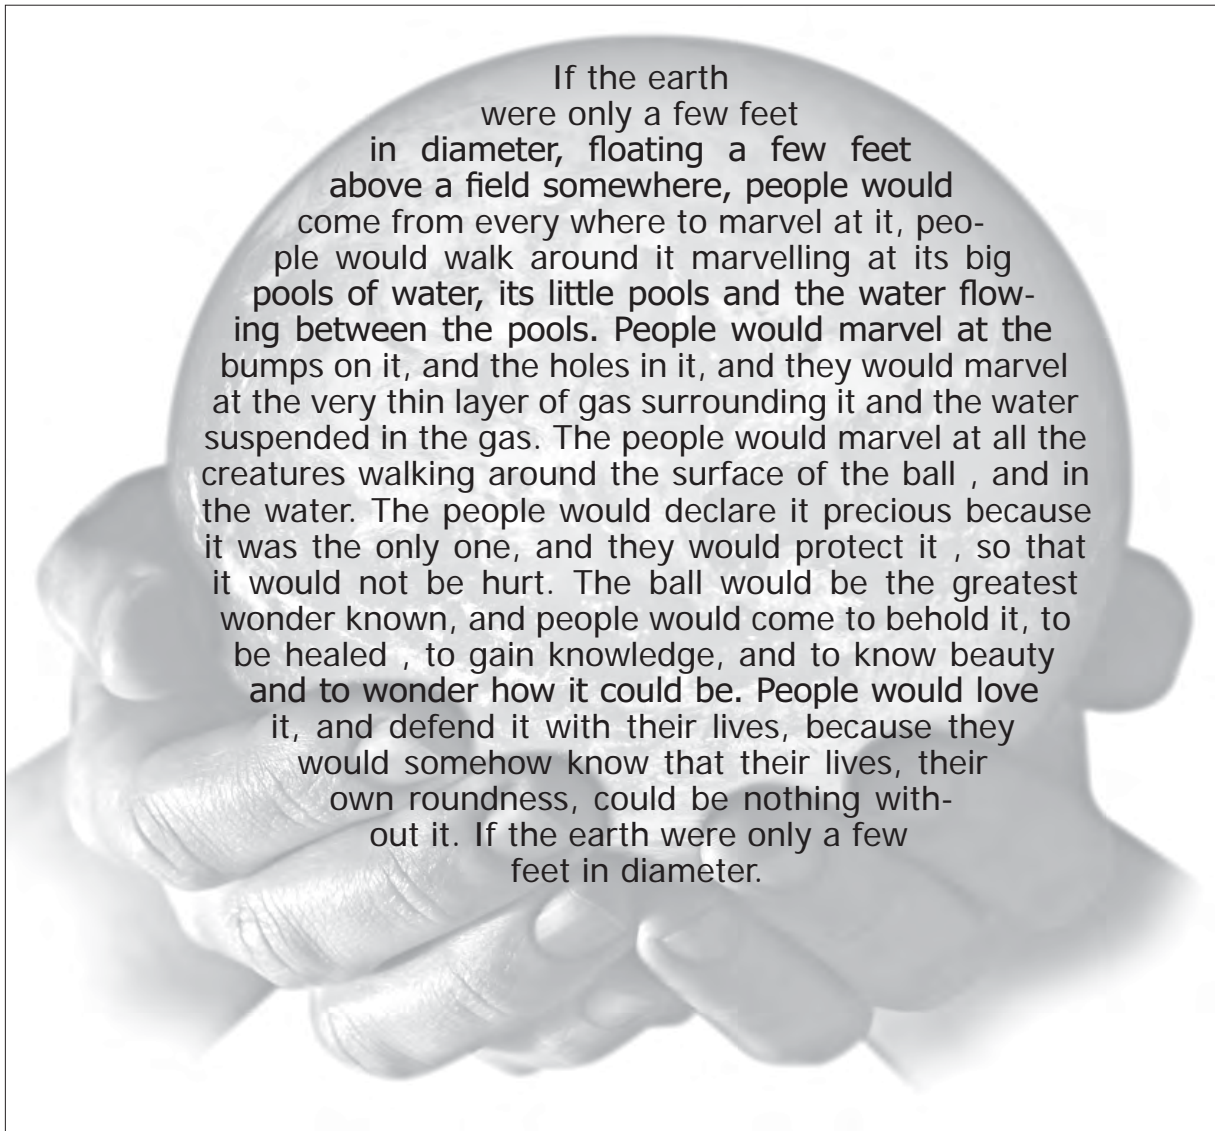 If the earth
were only a few feet
in diameter, floating a few feet
above a field somewhere, people would
come from every where to marvel at it, peo-
ple would walk around it marvelling at its big
pools of water, its little pools and the water flow-
ing between the pools. People would marvel at the
bumps on it, and the holes in it, and they would marvel
at the very thin layer of gas surrounding it and the water
suspended in the gas. The people would marvel at all the
creatures walking around the surface of the ball , and in
the water. The people would declare it precious because
it was the only one, and they would protect it , so that
it would not be hurt. The ball would be the greatest
wonder known, and people would come to behold it, to
be healed , to gain knowledge, and to know beauty
and to wonder how it could be. People would love
it, and defend it with their lives, because they
would somehow know that their lives, their
own roundness, could be nothing with-
out it. If the earth were only a few
feet in diameter.